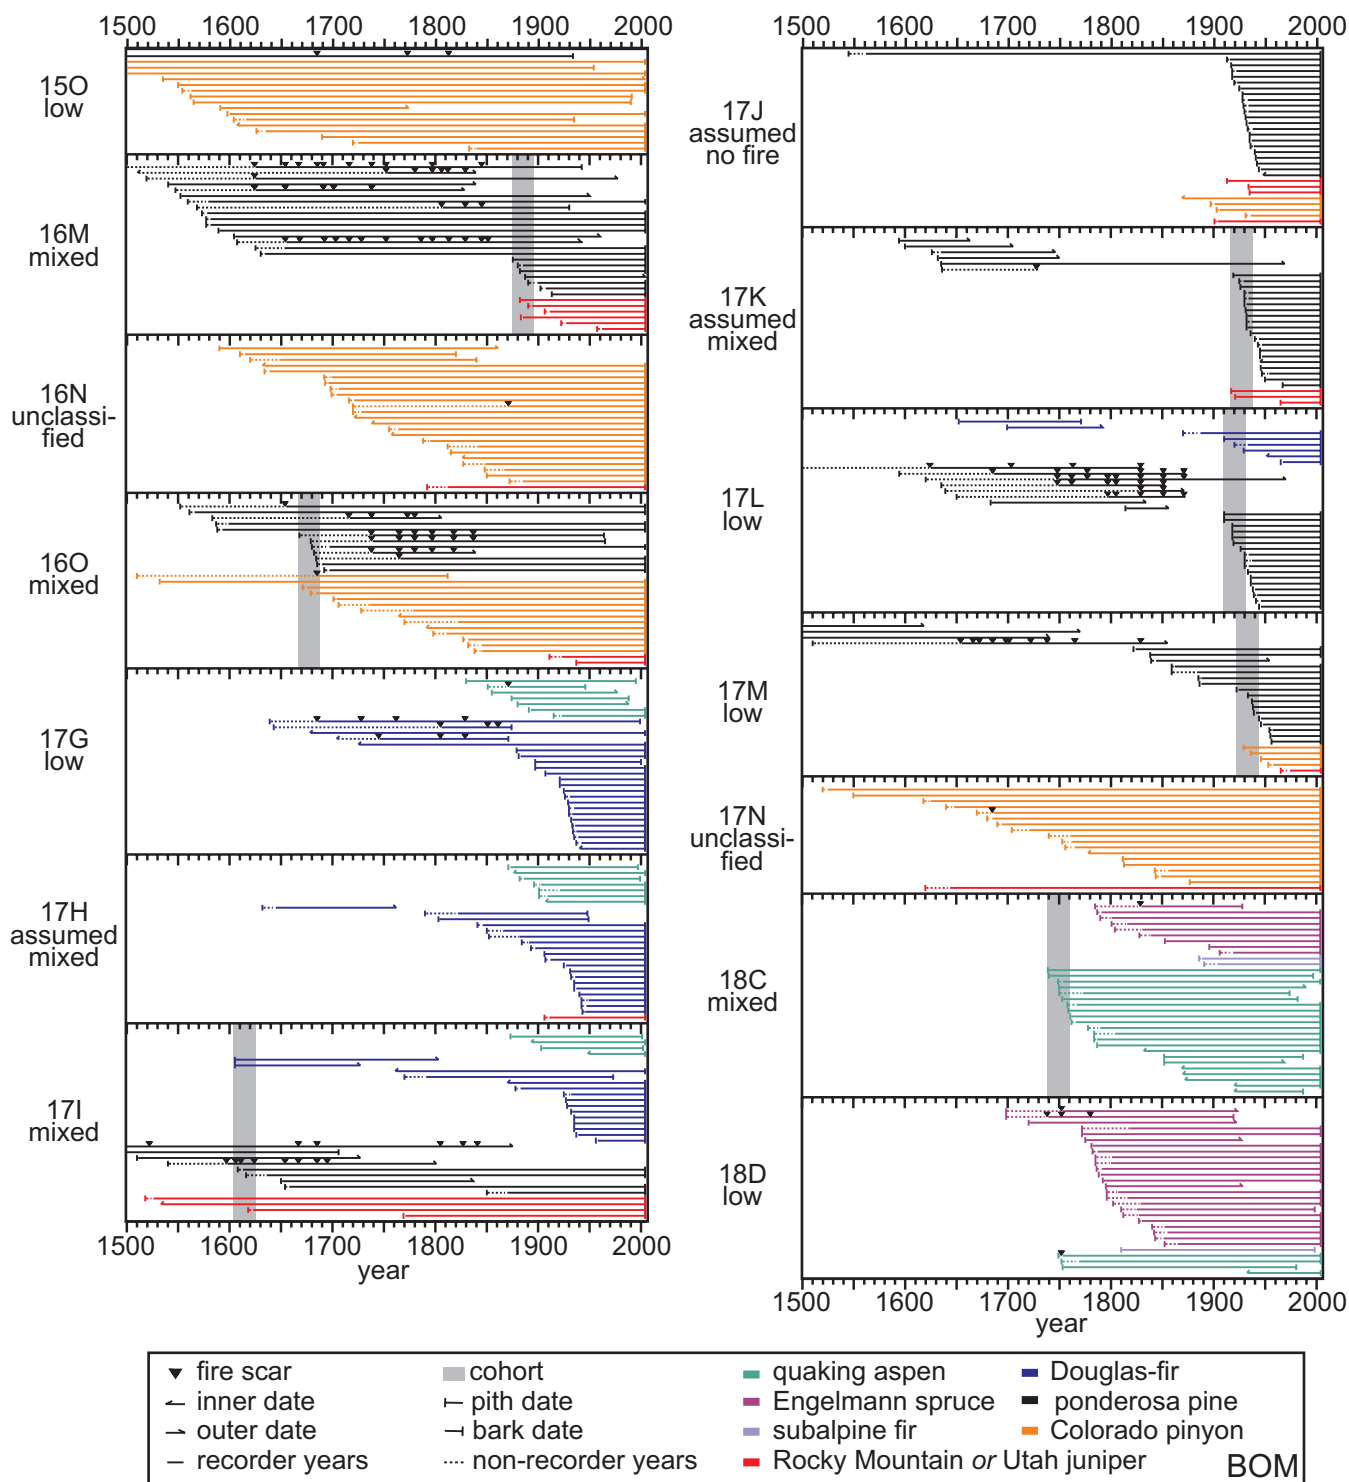 1500 1600 1700 1800 1900 2000
15O
low
16M
mixed
16N
unclassi-
fied
16O
mixed
17G
low
17H
assumed
mixed
17I
mixed
1500 1600 1700 1800 1900 2000
year
1500 1600 1700 1800 1900 2000
17J
assumed
no fire
17K
assumed
mixed
17L
low
17M
low
17N
unclassi-
fied
18C
mixed
18D
low
1500 1600 1700 1800 1900 2000
year
fire scar
inner date
outer date
recorder years
cohort
pith date
bark date
non-recorder years
quaking aspen
Engelmann spruce
subalpine fir
Rocky Mountain or Utah juniper
Douglas-fir
ponderosa pine
Colorado pinyon
BOM